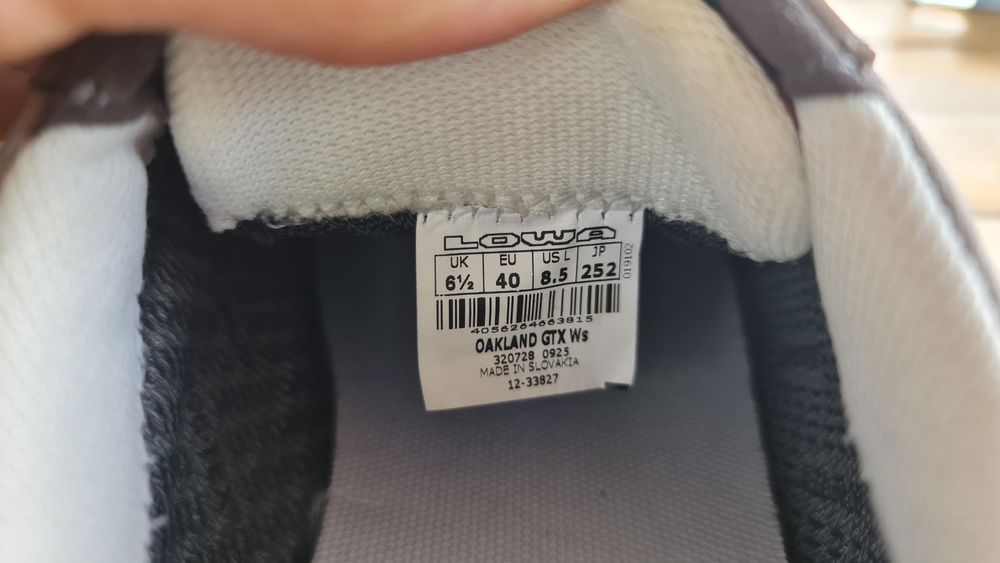 LOWA
UK EU US L JP
6½ 40 8.5 252
019102
4056264663815
OAKLAND GTX Ws
320728 0925
MADE IN SLOVAKIA
12-33827